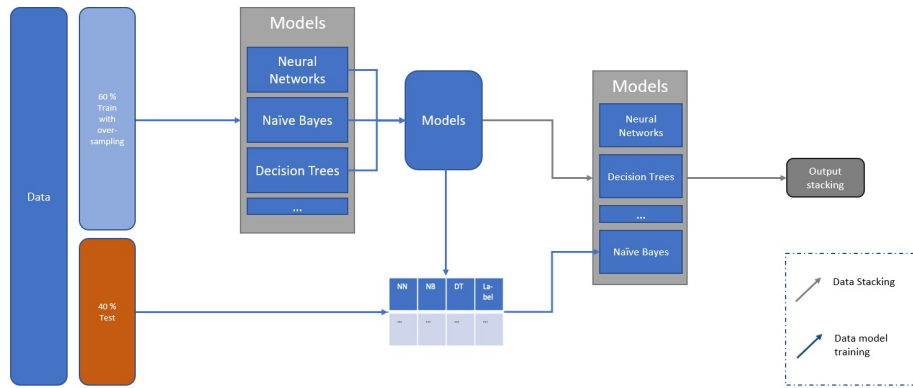 Data
60 %
Train
with
over-
sampling
40 %
Test
Models
Neural
Networks
Naïve Bayes
Decision Trees
...
Models
NN
NB
DT
La-
bel
...
...
...
...
Models
Neural
Networks
Decision Trees
...
Naïve Bayes
Output
stacking
Data Stacking
Data model
training